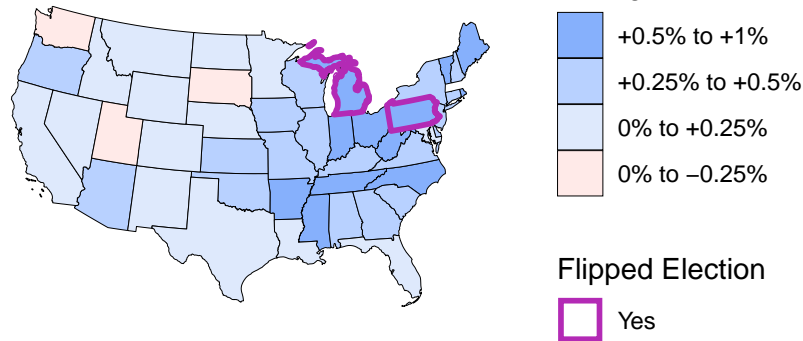 +0.5% to +1%
+0.25% to +0.5%
0% to +0.25%
0% to −0.25%
Flipped Election
Yes